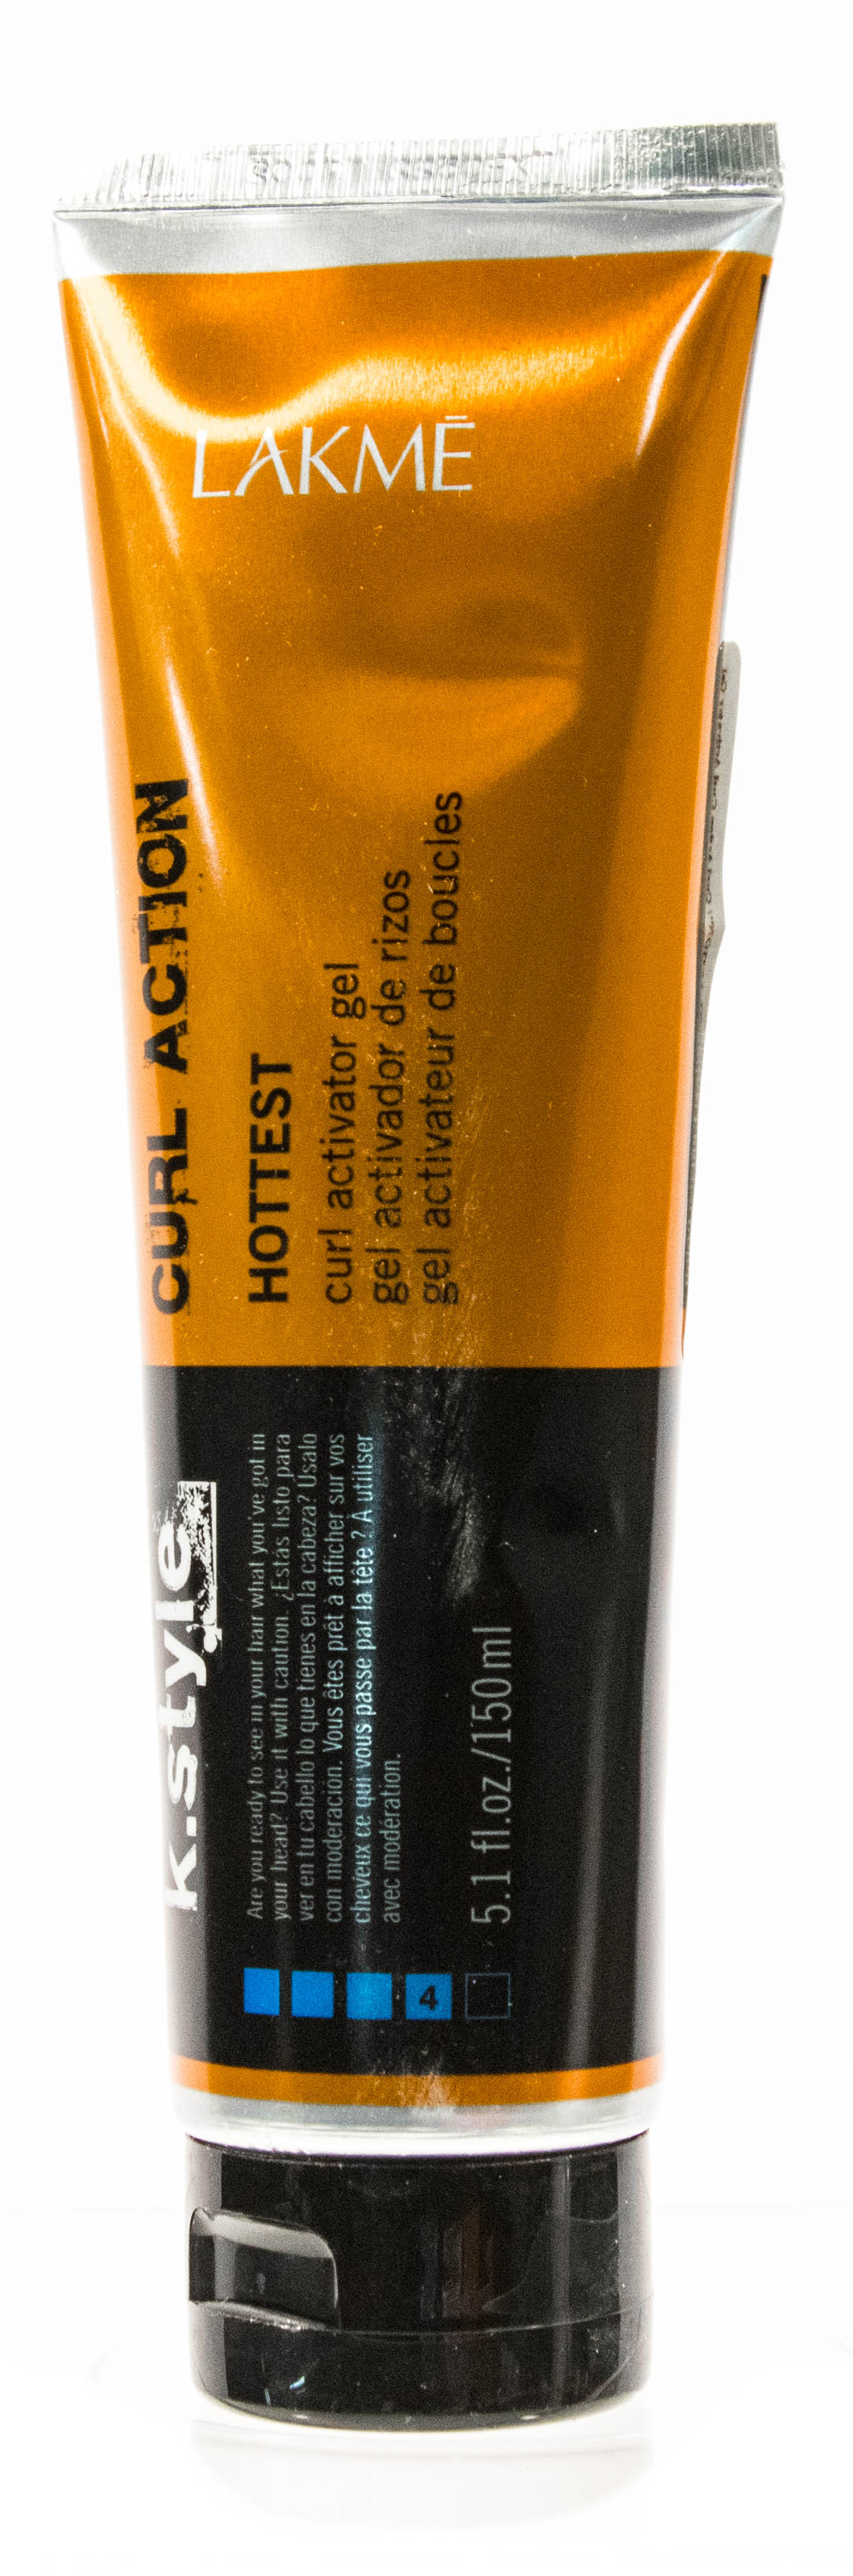 LAKMĒ
CURL ACTION
HOTTEST
curl activator gel
gel activador de rizos
gel activateur de boucles
k.style
Are you ready to see in your hair what you've got in
your head? Use it with caution. ¿Estás listo para
ver en tu cabello lo que tienes en la cabeza? Úsalo
con moderación. Vous êtes prêt à afficher sur vos
cheveux ce qui vous passe par la tête ? À utiliser
avec modération.
5.1 fl.oz./150ml
4